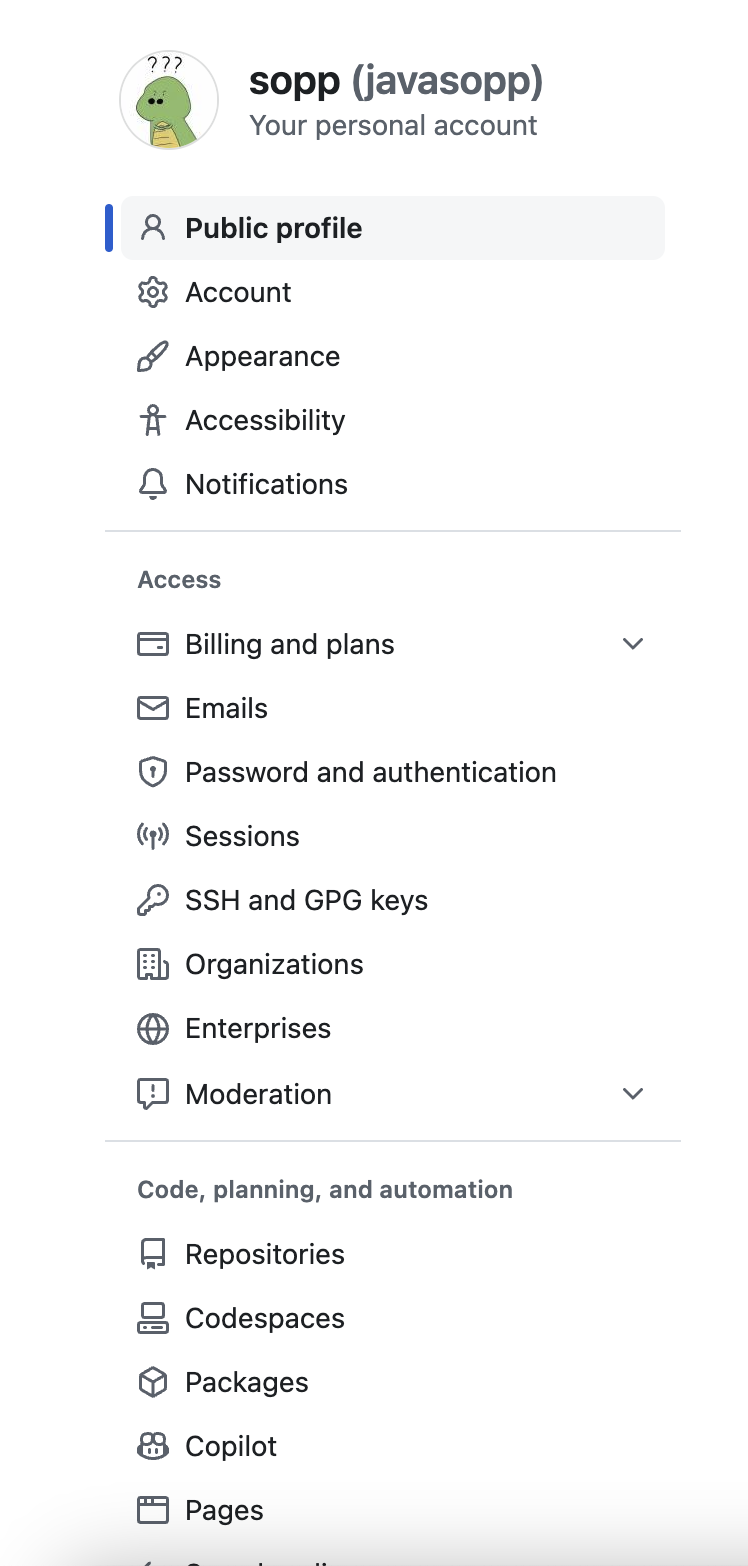 ???
sopp (javasopp)
Your personal account
Public profile
Account
Appearance
Accessibility
Notifications
Access
Billing and plans
Emails
Password and authentication
Sessions
SSH and GPG keys
Organizations
Enterprises
Moderation
Code, planning, and automation
Repositories
Codespaces
Packages
Copilot
Pages